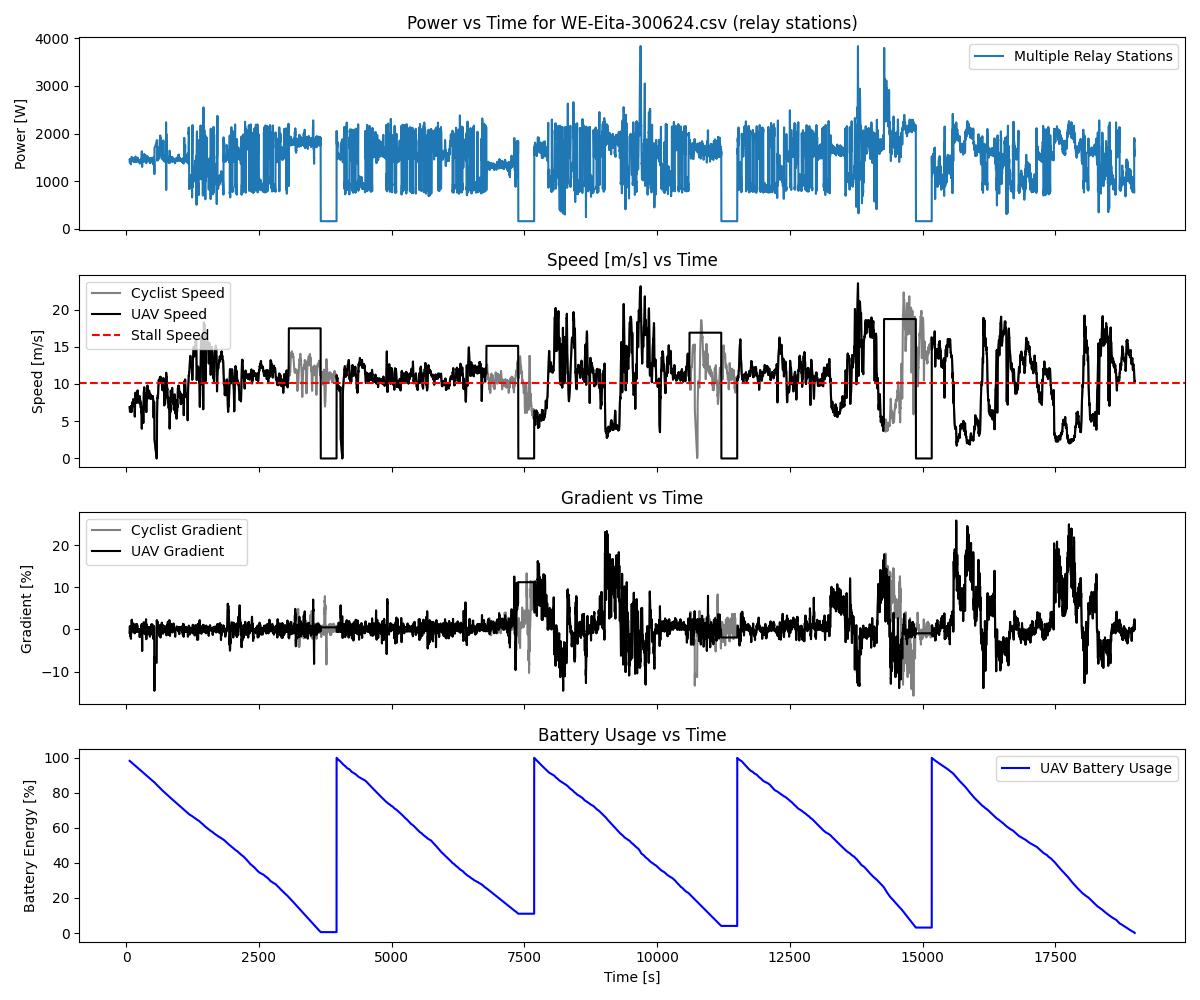 Power vs Time for WE-Eita-300624.csv (relay stations)
4000
3000
2000
1000
0
Power [W]
Multiple Relay Stations
Speed [m/s] vs Time
20
15
10
5
0
Speed [m/s]
Cyclist Speed
UAV Speed
Stall Speed
Gradient vs Time
20
10
0
−10
Gradient [%]
Cyclist Gradient
UAV Gradient
Battery Usage vs Time
100
80
60
40
20
0
Battery Energy [%]
UAV Battery Usage
0 2500 5000 7500 10000 12500 15000 17500
Time [s]